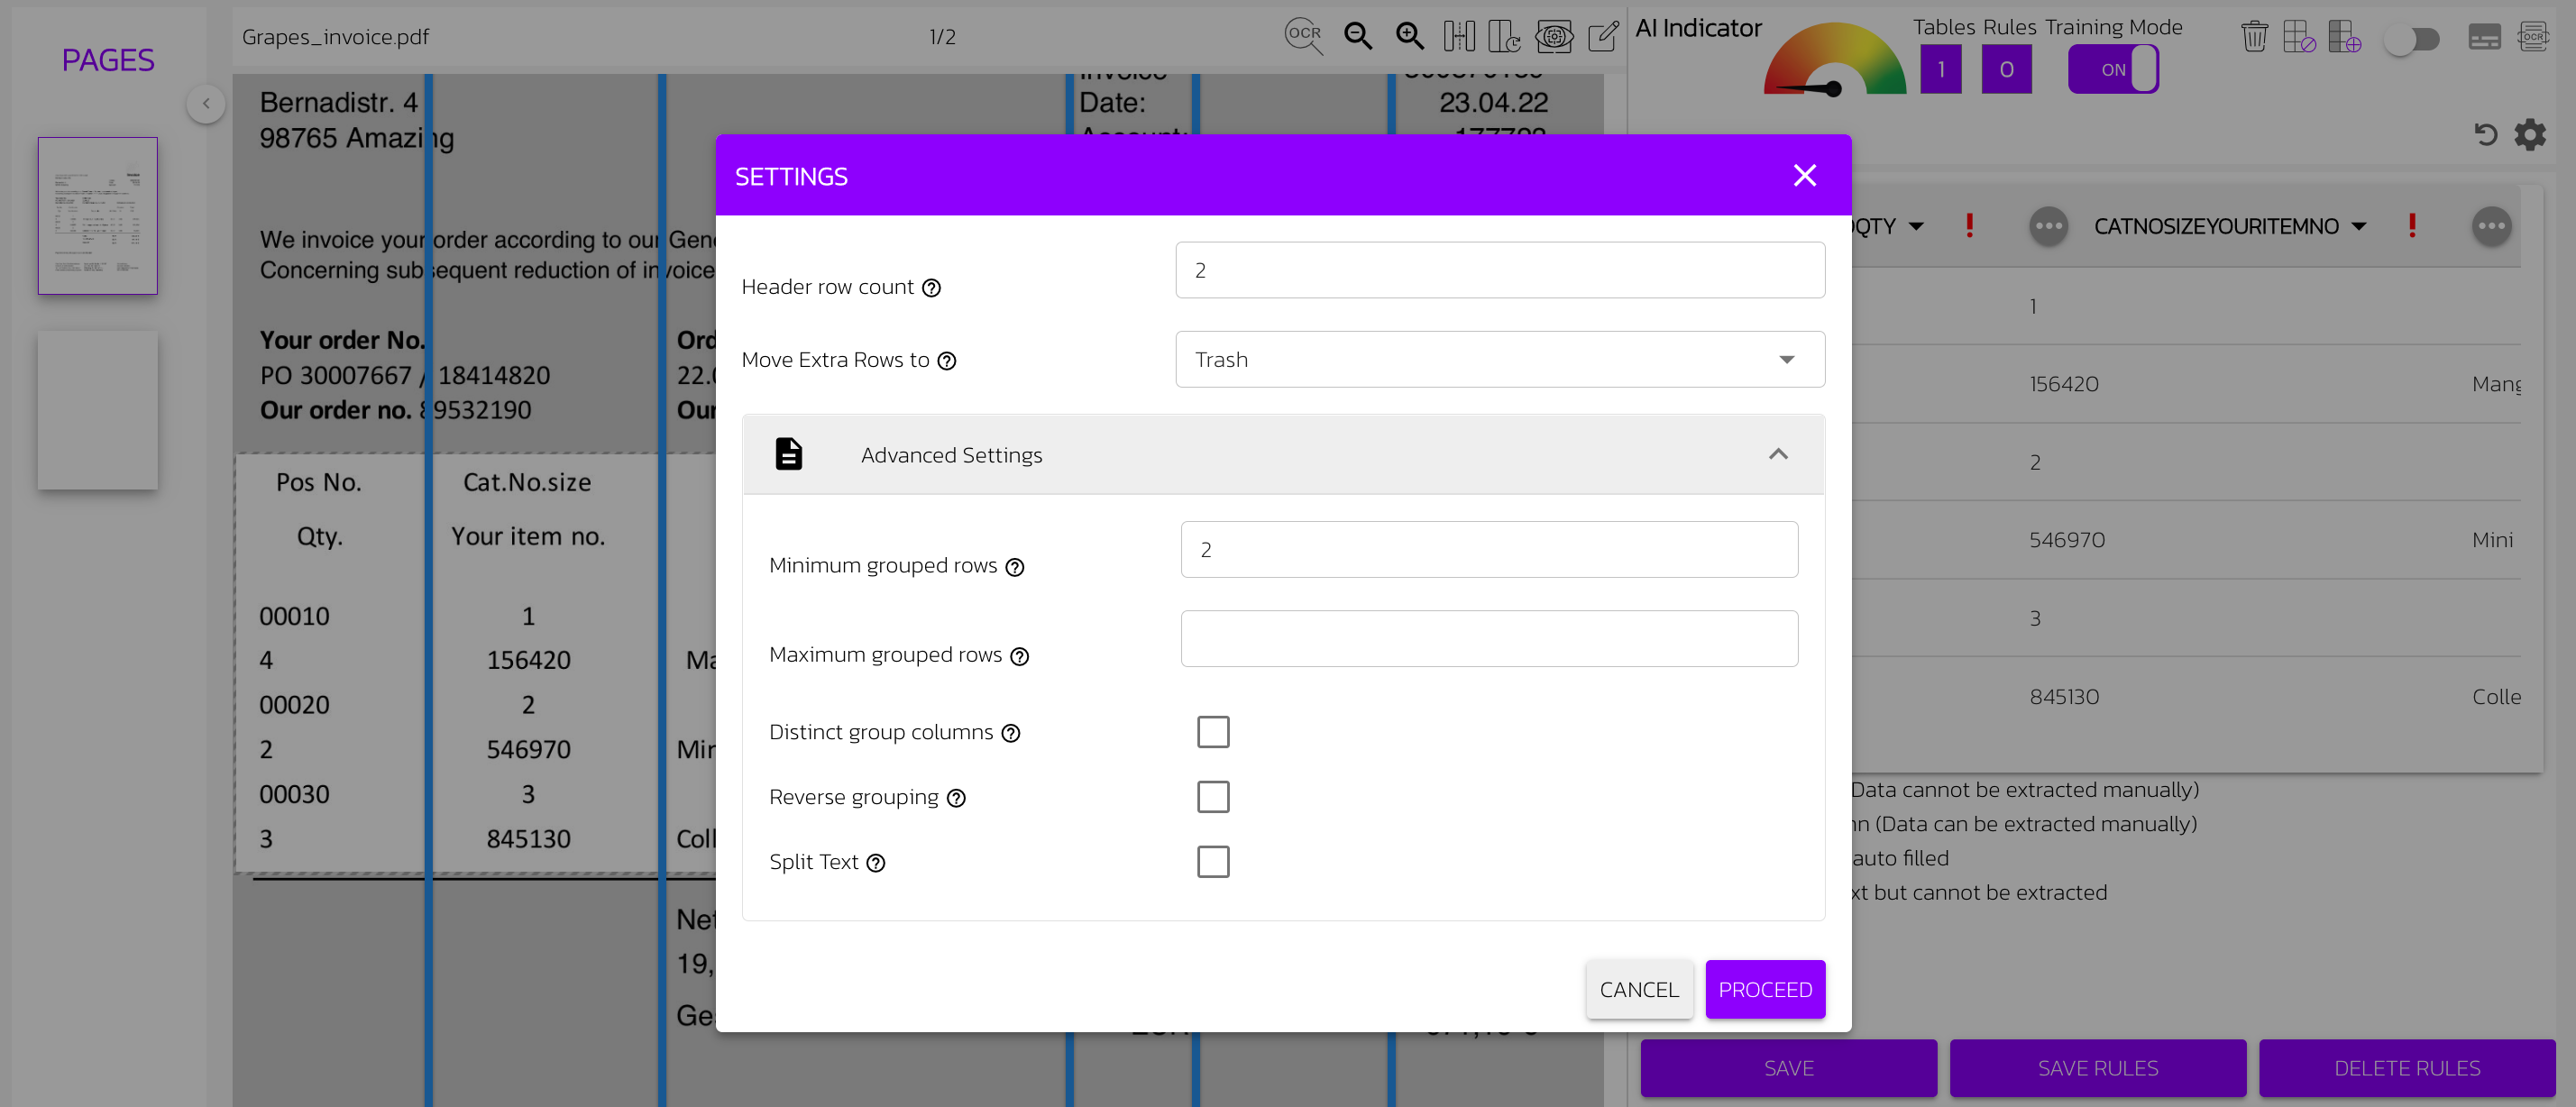 PAGES
Grapes_invoice.pdf
1/2
OCR
AI Indicator
Tables Rules Training Mode
1
0
ON
OCR
Bernadistr. 4
98765 Amazing
Date:
23.04.22
We invoice your order according to our Gene
Concerning subsequent reduction of invoice
Your order No.
PO 30007667 / 18414820
22.0
Our order no. 89532190
Our
Pos No.
Cat.No.size
Qty.
Your item no.
00010
1
4
156420
Ma
00020
2
2
546970
Min
00030
3
3
845130
Coll
Net
19,
Ges
SETTINGS
Header row count
2
Move Extra Rows to
Trash
Advanced Settings
Minimum grouped rows
2
Maximum grouped rows
Distinct group columns
Reverse grouping
Split Text
CANCEL
PROCEED
QTY
CATNOSIZEYOURITEMNO
1
156420
Mang
2
546970
Mini
3
845130
Colle
(Data cannot be extracted manually)
nn (Data can be extracted manually)
auto filled
xt but cannot be extracted
SAVE
SAVE RULES
DELETE RULES